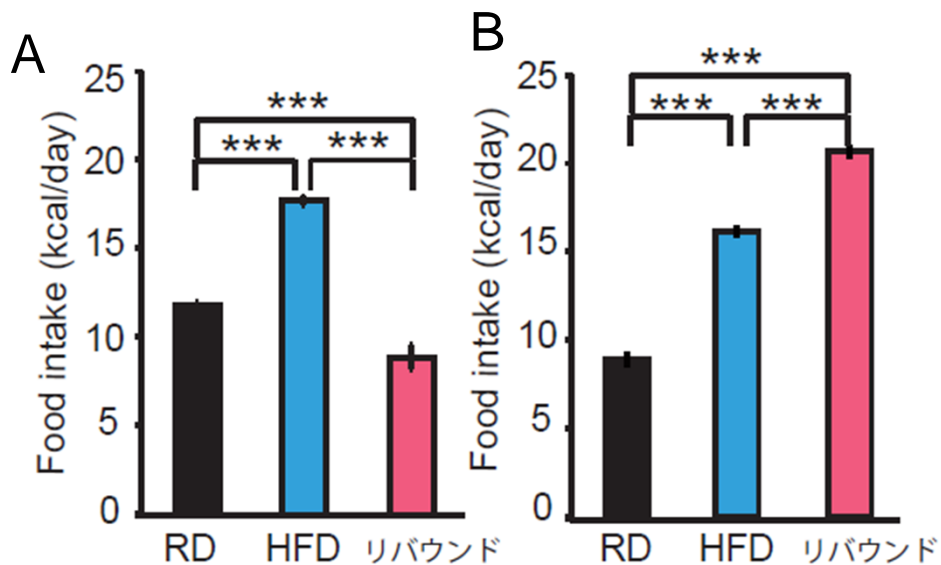 A
Food intake (kcal/day)
25
20
15
10
5
0
***
***
***
RD
HFD
リバウンド
B
Food intake (kcal/day)
25
20
15
10
5
0
***
***
***
RD
HFD
リバウンド